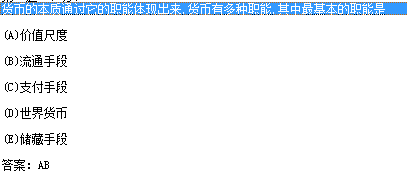 货币的本质通过它的职能体现出来,货币有多种职能,其中最基本的职能是
(A)价值尺度
(B)流通手段
(C)支付手段
(D)世界货币
(E)储藏手段
答案: AB